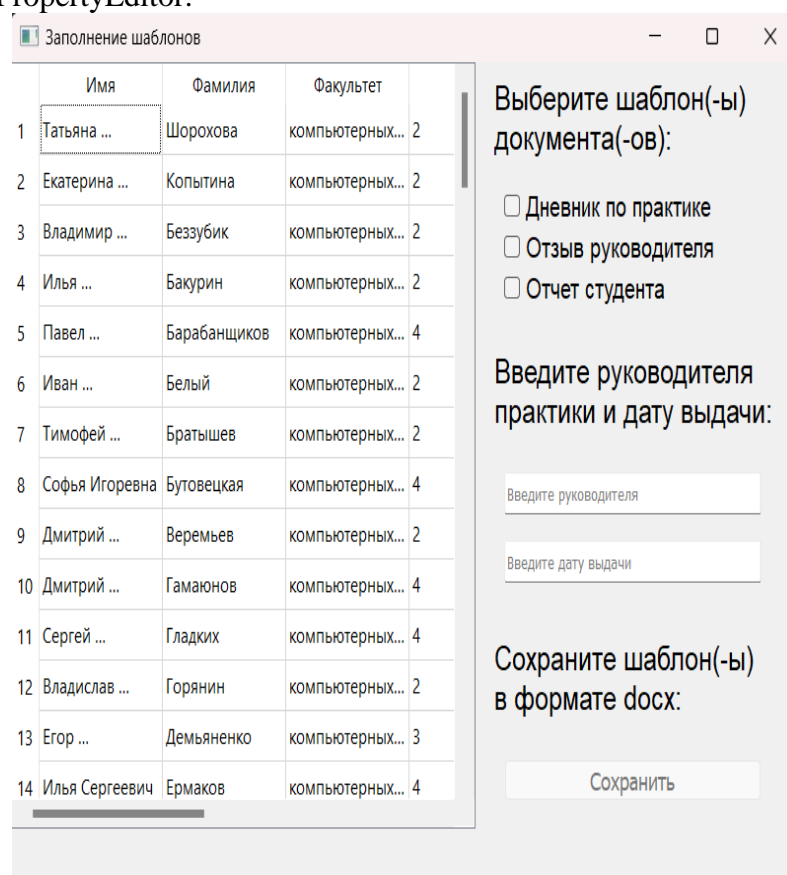 PropertyEditor.
Заполнение шаблонов
Имя Фамилия Факультет
1 Татьяна ... Шорохова компьютерных... 2
2 Екатерина ... Копытина компьютерных... 2
3 Владимир ... Беззубик компьютерных... 2
4 Илья ... Бакурин компьютерных... 2
5 Павел ... Барабанщиков компьютерных... 4
6 Иван ... Белый компьютерных... 2
7 Тимофей ... Братышев компьютерных... 2
8 Софья Игоревна Бутовецкая компьютерных... 4
9 Дмитрий ... Веремьев компьютерных... 2
10 Дмитрий ... Гамаюнов компьютерных... 4
11 Сергей ... Гладких компьютерных... 4
12 Владислав ... Горянин компьютерных... 2
13 Егор ... Демьяненко компьютерных... 3
14 Илья Сергеевич Ермаков компьютерных... 4
Выберите шаблон(-ы)
документа(-ов):
Дневник по практике
Отзыв руководителя
Отчет студента
Введите руководителя
практики и дату выдачи:
Введите руководителя
Введите дату выдачи
Сохраните шаблон(-ы)
в формате docx:
Сохранить